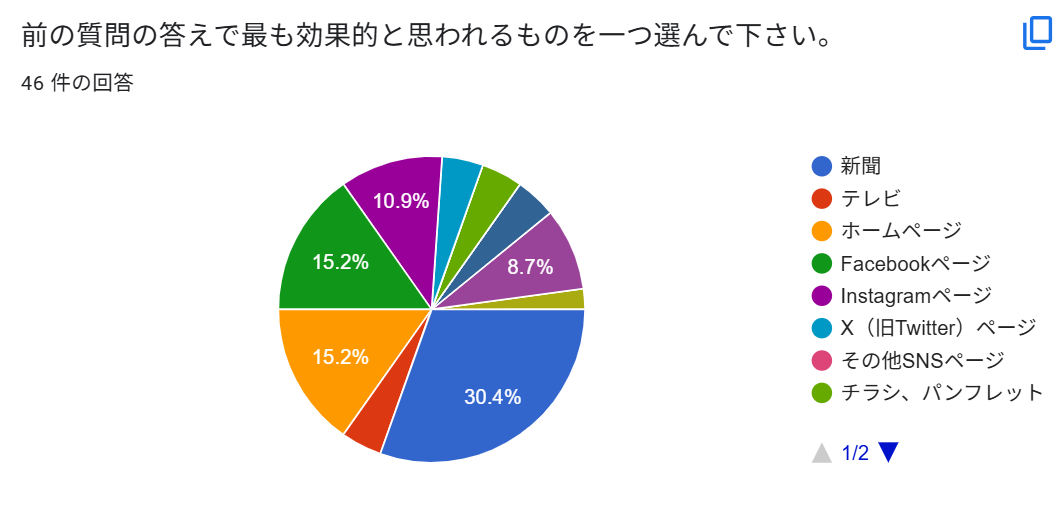 前の質問の答えで最も効果的と思われるものを一つ選んで下さい。
46 件の回答
10.9%
15.2%
8.7%
15.2%
30.4%
新聞
テレビ
ホームページ
Facebookページ
Instagramページ
X（旧Twitter）ページ
その他SNSページ
チラシ、パンフレット
1/2